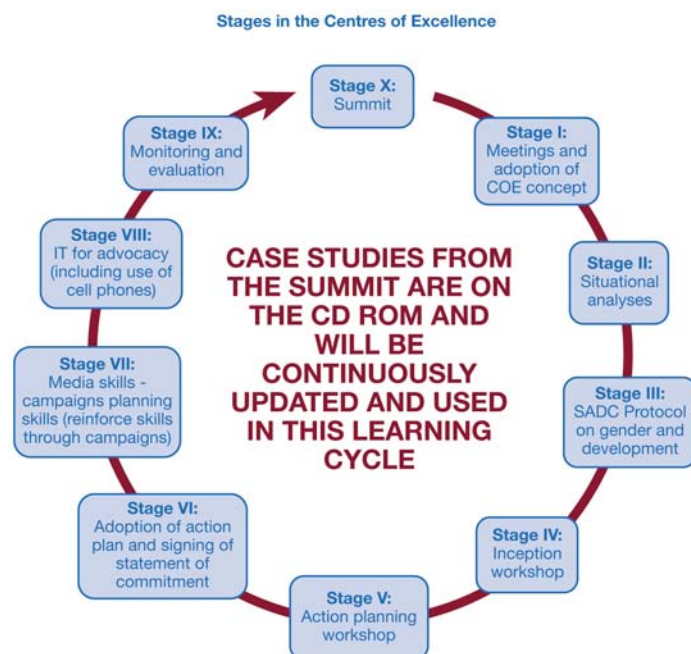 Stages in the Centres of Excellence
Stage X:
Summit
Stage I:
Meetings and
adoption of
COE concept
Stage II:
Situational
analyses
Stage III:
SADC Protocol
on gender and
development
Stage IV:
Inception
workshop
Stage V:
Action planning
workshop
Stage VI:
Adoption of action
plan and signing of
statement of
commitment
Stage VII:
Media skills -
campaigns planning
skills (reinforce skills
through campaigns)
Stage VIII:
IT for advocacy
(including use of
cell phones)
Stage IX:
Monitoring and
evaluation
CASE STUDIES FROM
THE SUMMIT ARE ON
THE CD ROM AND
WILL BE
CONTINUOUSLY
UPDATED AND USED
IN THIS LEARNING
CYCLE